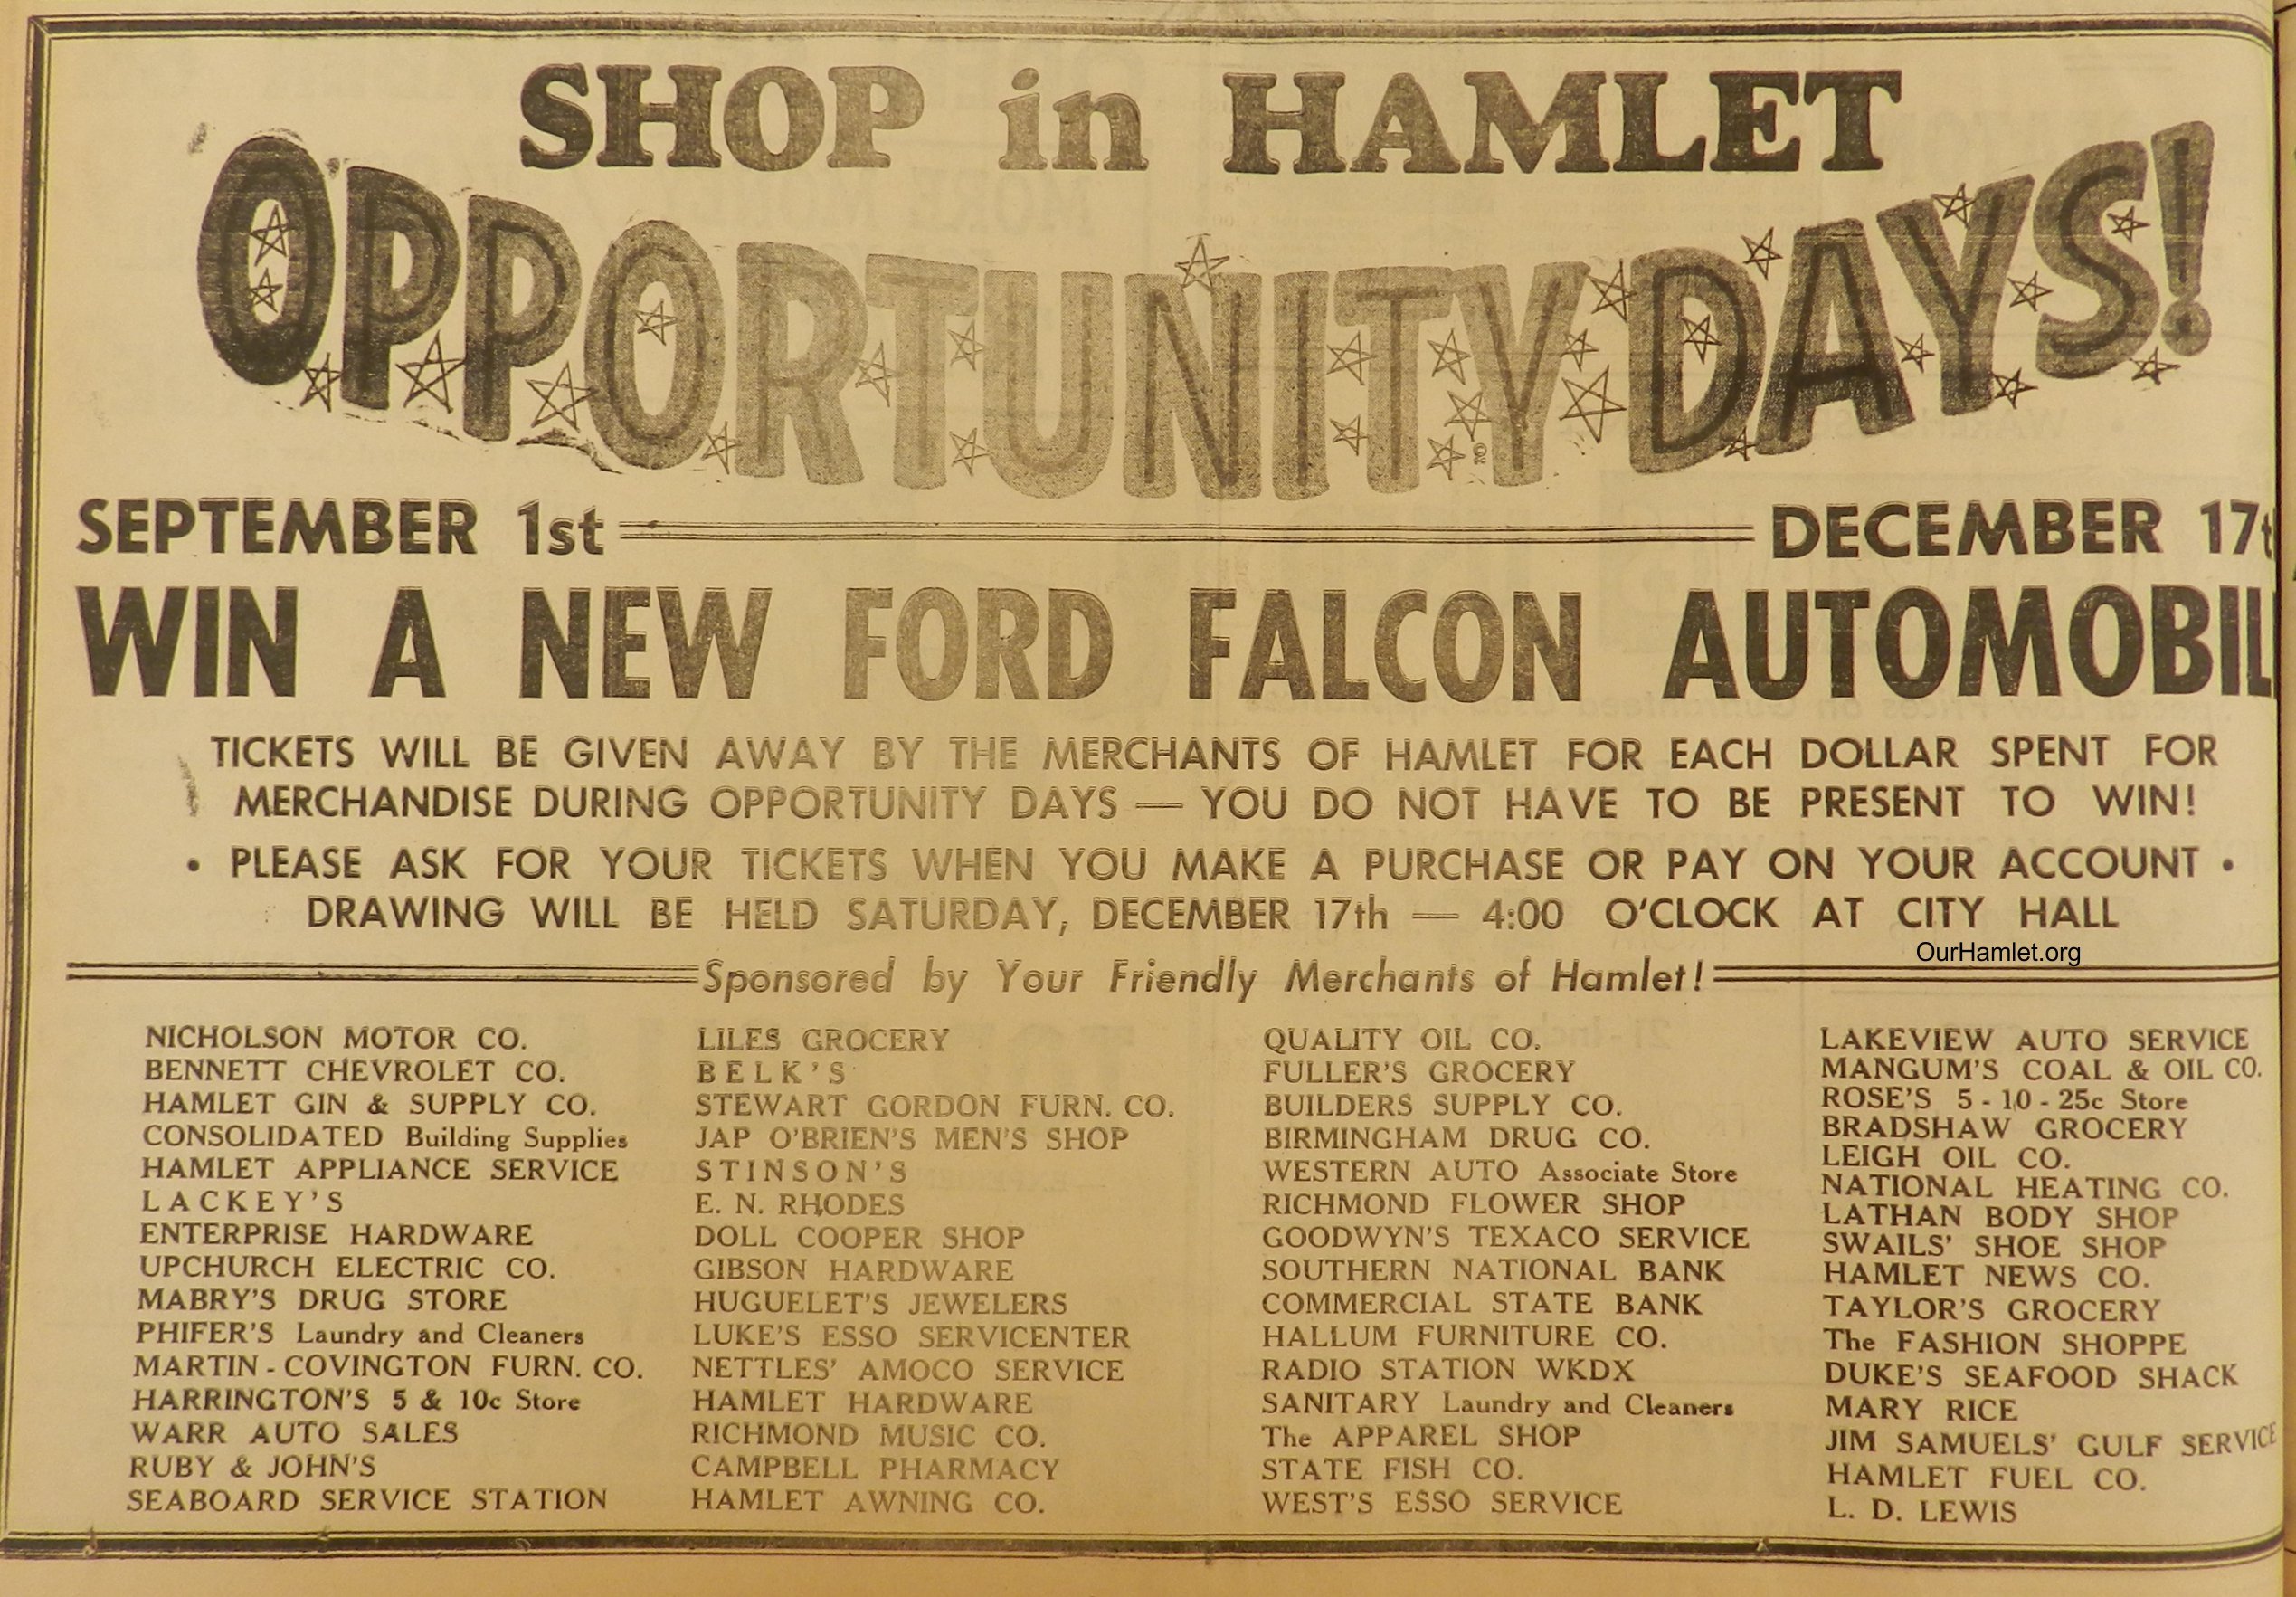 SHOP in HAMLET
OPPORTUNITY DAYS!
SEPTEMBER 1st DECEMBER 17t
WIN A NEW FORD FALCON AUTOMOBIL
TICKETS WILL BE GIVEN AWAY BY THE MERCHANTS OF HAMLET FOR EACH DOLLAR SPENT FOR
MERCHANDISE DURING OPPORTUNITY DAYS — YOU DO NOT HAVE TO BE PRESENT TO WIN!
• PLEASE ASK FOR YOUR TICKETS WHEN YOU MAKE A PURCHASE OR PAY ON YOUR ACCOUNT •
DRAWING WILL BE HELD SATURDAY, DECEMBER 17th — 4:00 O'CLOCK AT CITY HALL
OurHamlet.org
Sponsored by Your Friendly Merchants of Hamlet!
NICHOLSON MOTOR CO.
BENNETT CHEVROLET CO.
HAMLET GIN & SUPPLY CO.
CONSOLIDATED Building Supplies
HAMLET APPLIANCE SERVICE
LACKEY'S
ENTERPRISE HARDWARE
UPCHURCH ELECTRIC CO.
MABRY'S DRUG STORE
PHIFER'S Laundry and Cleaners
MARTIN - COVINGTON FURN. CO.
HARRINGTON'S 5 & 10c Store
WARR AUTO SALES
RUBY & JOHN'S
SEABOARD SERVICE STATION
LILES GROCERY
BELK'S
STEWART GORDON FURN. CO.
JAP O'BRIEN'S MEN'S SHOP
STINSON'S
E. N. RHODES
DOLL COOPER SHOP
GIBSON HARDWARE
HUGUELET'S JEWELERS
LUKE'S ESSO SERVICENTER
NETTLES' AMOCO SERVICE
HAMLET HARDWARE
RICHMOND MUSIC CO.
CAMPBELL PHARMACY
HAMLET AWNING CO.
QUALITY OIL CO.
FULLER'S GROCERY
BUILDERS SUPPLY CO.
BIRMINGHAM DRUG CO.
WESTERN AUTO Associate Store
RICHMOND FLOWER SHOP
GOODWYN'S TEXACO SERVICE
SOUTHERN NATIONAL BANK
COMMERCIAL STATE BANK
HALLUM FURNITURE CO.
RADIO STATION WKDX
SANITARY Laundry and Cleaners
The APPAREL SHOP
STATE FISH CO.
WEST'S ESSO SERVICE
LAKEVIEW AUTO SERVICE
MANGUM'S COAL & OIL CO.
ROSE'S 5 - 10 - 25c Store
BRADSHAW GROCERY
LEIGH OIL CO.
NATIONAL HEATING CO.
LATHAN BODY SHOP
SWAILS' SHOE SHOP
HAMLET NEWS CO.
TAYLOR'S GROCERY
The FASHION SHOPPE
DUKE'S SEAFOOD SHACK
MARY RICE
JIM SAMUELS' GULF SERVICE
HAMLET FUEL CO.
L. D. LEWIS